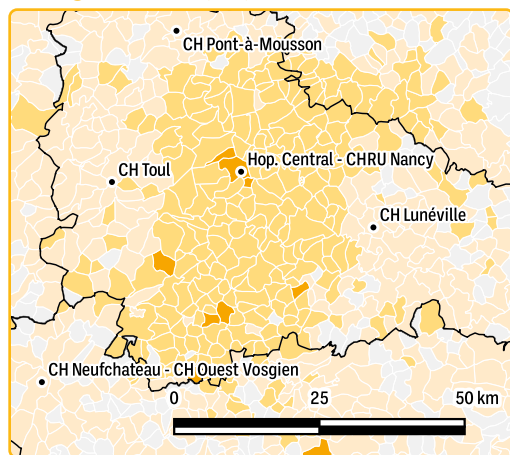 CH Pont-à-Mousson
Hop. Central - CHRU Nancy
CH Toul
CH Lunéville
CH Neufchateau - CH Ouest Vosgien
0 25 50 km